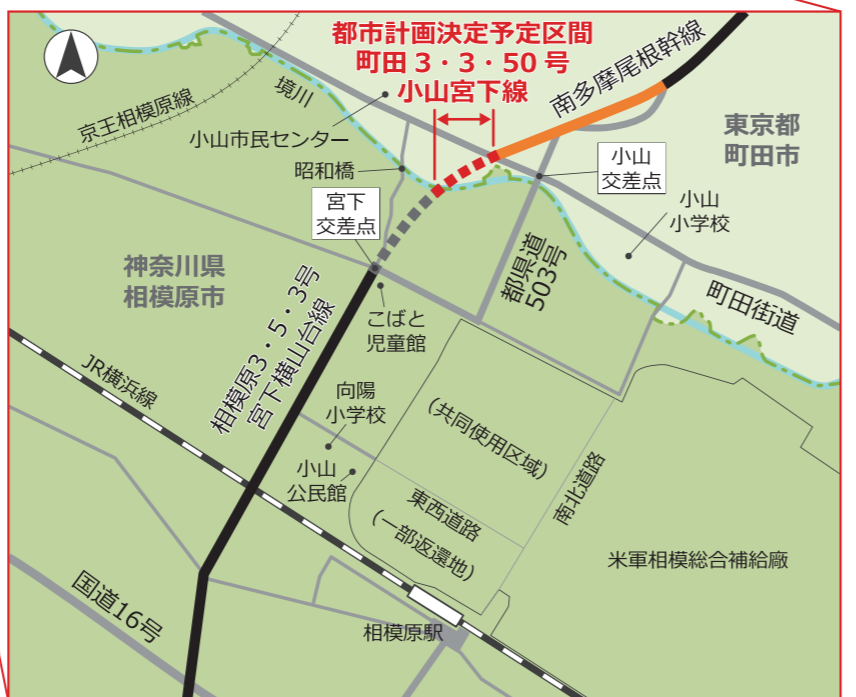 都市計画決定予定区間
町田3・3・50号
小山宮下線
南多摩尾根幹線
境川
京王相模原線
小山市民センター
東京都
町田市
昭和橋
小山
交差点
宮下
交差点
小山
小学校
神奈川県
相模原市
都県道
503号
町田街道
相模原3・5・3号
宮下横山台線
こばと
児童館
JR横浜線
向陽
小学校
(共同使用区域)
小山
公民館
南北道路
東西道路
(一部返還地)
米軍相模総合補給廠
国道16号
相模原駅